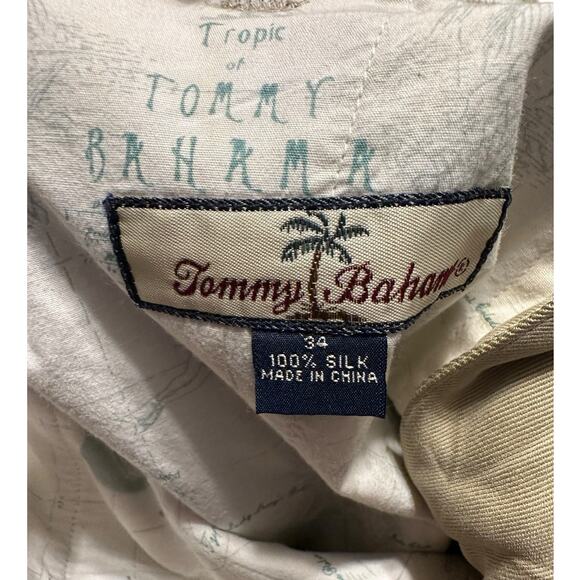 Tropic
of
TOMMY
BAHAMA
Tommy Bahama®
34
100% SILK
MADE IN CHINA